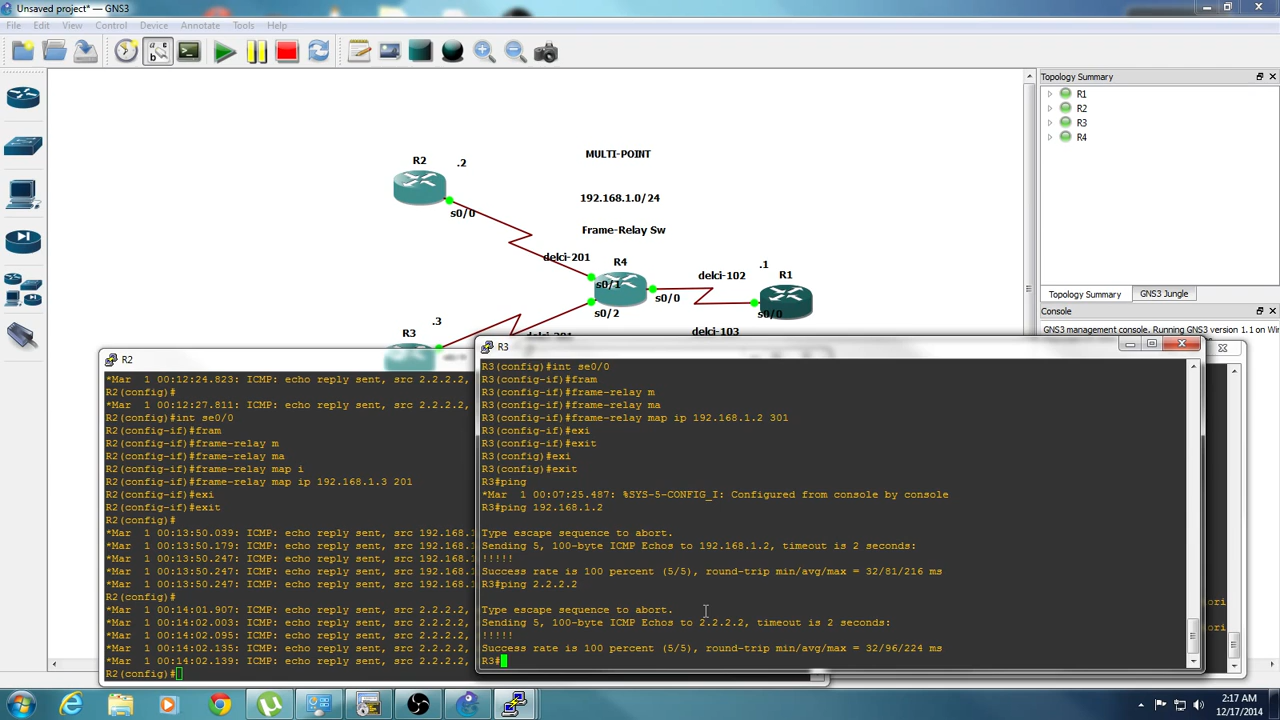 Unsaved project* — GNS3
File Edit View Control Device Annotate Tools Help
Topology Summary
R1
R2
R3
R4
Topology Summary GNS3 Jungle
Console
GNS3 management console. Running GNS3 version 1.1 on Wi
MULTI-POINT
192.168.1.0/24
Frame-Relay Sw
R2
.2
s0/0
delci-201
R4
s0/1
s0/0
s0/2
delci-102
.1
R1
s0/0
delci-103
R3
.3
R2
*Mar 1 00:12:24.823: ICMP: echo reply sent, src 2.2.2.2,
R2(config)#
*Mar 1 00:12:27.811: ICMP: echo reply sent, src 2.2.2.2,
R2(config)#int se0/0
R2(config-if)#fram
R2(config-if)#frame-relay m
R2(config-if)#frame-relay ma
R2(config-if)#frame-relay map i
R2(config-if)#frame-relay map ip 192.168.1.3 201
R2(config-if)#exi
R2(config-if)#exit
R2(config)#
*Mar 1 00:13:50.039: ICMP: echo reply sent, src 192.168.1
*Mar 1 00:13:50.179: ICMP: echo reply sent, src 192.168.1
*Mar 1 00:13:50.247: ICMP: echo reply sent, src 192.168.1
*Mar 1 00:13:50.247: ICMP: echo reply sent, src 192.168.1
*Mar 1 00:13:50.247: ICMP: echo reply sent, src 192.168.1
R2(config)#
*Mar 1 00:14:01.907: ICMP: echo reply sent, src 2.2.2.2,
*Mar 1 00:14:02.003: ICMP: echo reply sent, src 2.2.2.2,
*Mar 1 00:14:02.095: ICMP: echo reply sent, src 2.2.2.2,
*Mar 1 00:14:02.135: ICMP: echo reply sent, src 2.2.2.2,
*Mar 1 00:14:02.139: ICMP: echo reply sent, src 2.2.2.2,
R2(config)#
R3
R3(config)#int se0/0
R3(config-if)#fram
R3(config-if)#frame-relay m
R3(config-if)#frame-relay ma
R3(config-if)#frame-relay map ip 192.168.1.2 301
R3(config-if)#exi
R3(config-if)#exit
R3(config)#exi
R3(config)#exit
R3#ping
*Mar 1 00:07:25.487: %SYS-5-CONFIG_I: Configured from console by console
R3#ping 192.168.1.2
Type escape sequence to abort.
Sending 5, 100-byte ICMP Echos to 192.168.1.2, timeout is 2 seconds:
!!!!!
Success rate is 100 percent (5/5), round-trip min/avg/max = 32/81/216 ms
R3#ping 2.2.2.2
Type escape sequence to abort.
Sending 5, 100-byte ICMP Echos to 2.2.2.2, timeout is 2 seconds:
!!!!!
Success rate is 100 percent (5/5), round-trip min/avg/max = 32/96/224 ms
R3#
2:17 AM
12/17/2014